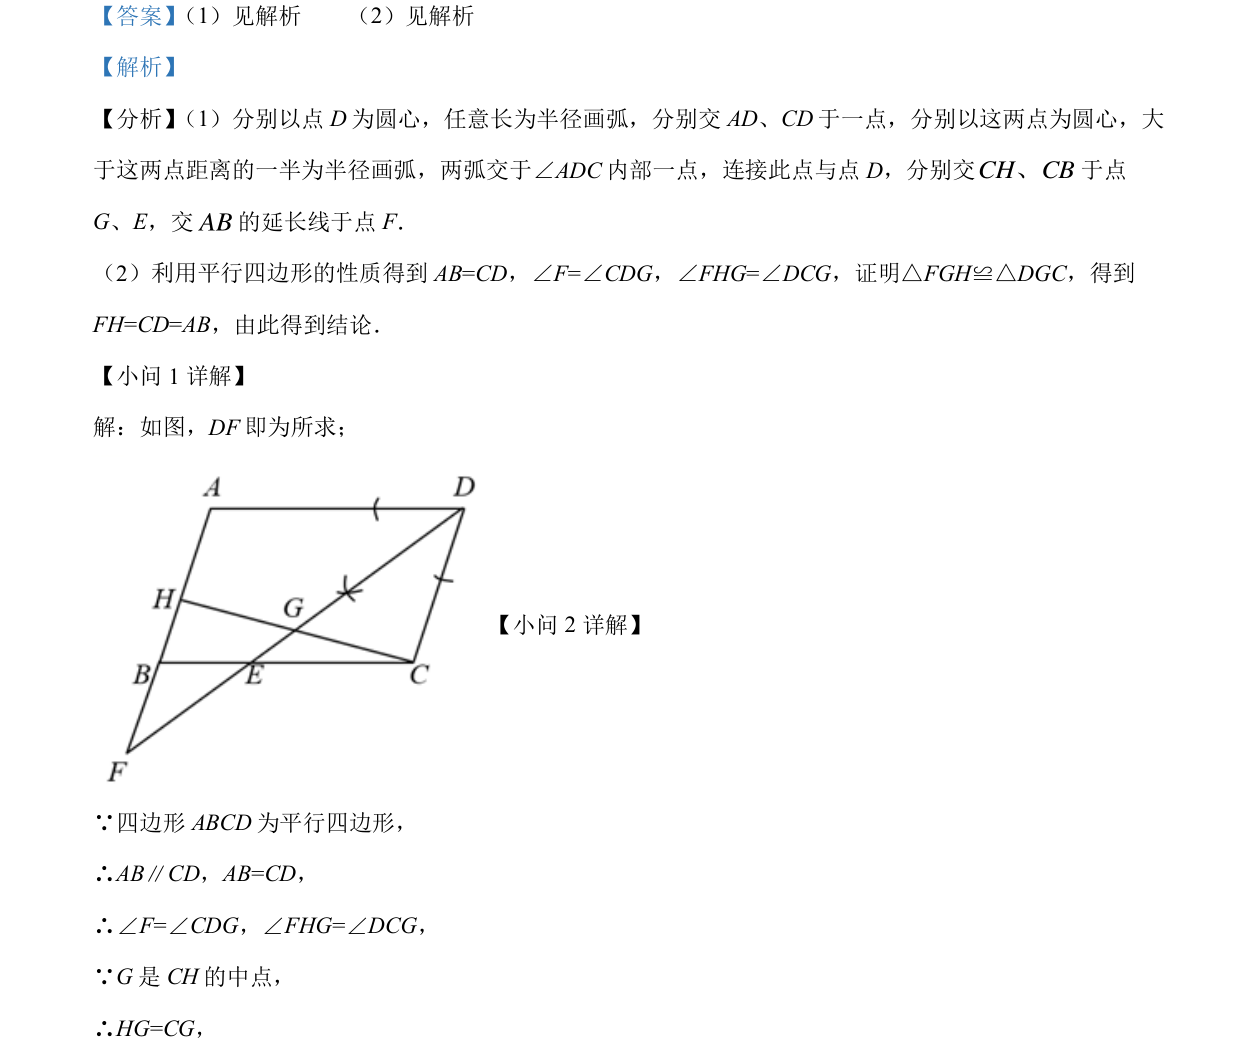 【答案】（1）见解析 （2）见解析
【解析】
【分析】（1）分别以点 D 为圆心，任意长为半径画弧，分别交 AD、CD 于一点，分别以这两点为圆心，大
于这两点距离的一半为半径画弧，两弧交于∠ADC 内部一点，连接此点与点 D，分别交CH、CB 于点
G、E，交 AB 的延长线于点 F．
（2）利用平行四边形的性质得到 AB=CD，∠F=∠CDG，∠FHG=∠DCG，证明△FGH≌△DGC，得到
FH=CD=AB，由此得到结论．
【小问 1 详解】
解：如图，DF 即为所求；
A
D
H
G
【小问 2 详解】
B
E
C
F
∵四边形 ABCD 为平行四边形，
∴AB∥CD，AB=CD，
∴∠F=∠CDG，∠FHG=∠DCG，
∵G 是 CH 的中点，
∴HG=CG，